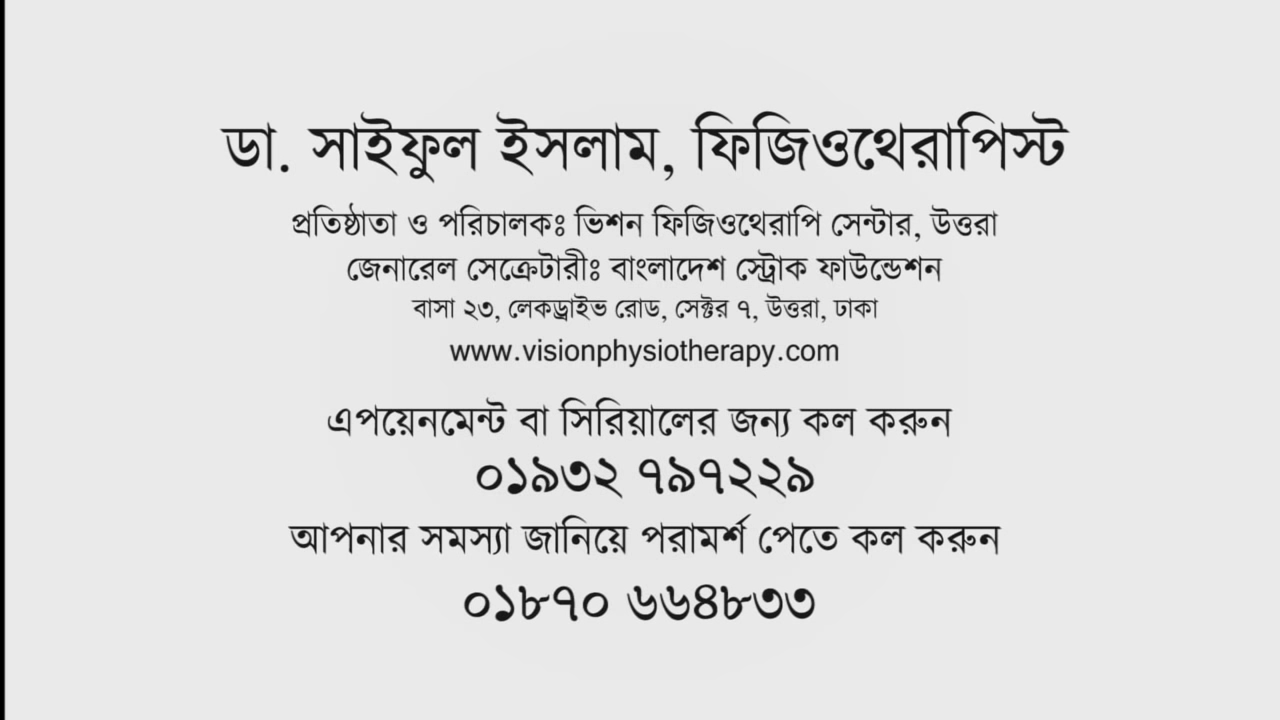 ডা. সাইফুল ইসলাম, ফিজিওথেরাপিস্ট
প্রতিষ্ঠাতা ও পরিচালকঃ ভিশন ফিজিওথেরাপি সেন্টার, উত্তরা
জেনারেল সেক্রেটারীঃ বাংলাদেশ স্ট্রোক ফাউন্ডেশন
বাসা ২৩, লেকড্রাইভ রোড, সেক্টর ৭, উত্তরা, ঢাকা
www.visionphysiotherapy.com
এপয়েনমেন্ট বা সিরিয়ালের জন্য কল করুন
০১৯৩২ ৭৯৭২২৯
আপনার সমস্যা জানিয়ে পরামর্শ পেতে কল করুন
০১৮৭০ ৬৬৪৮৩৩